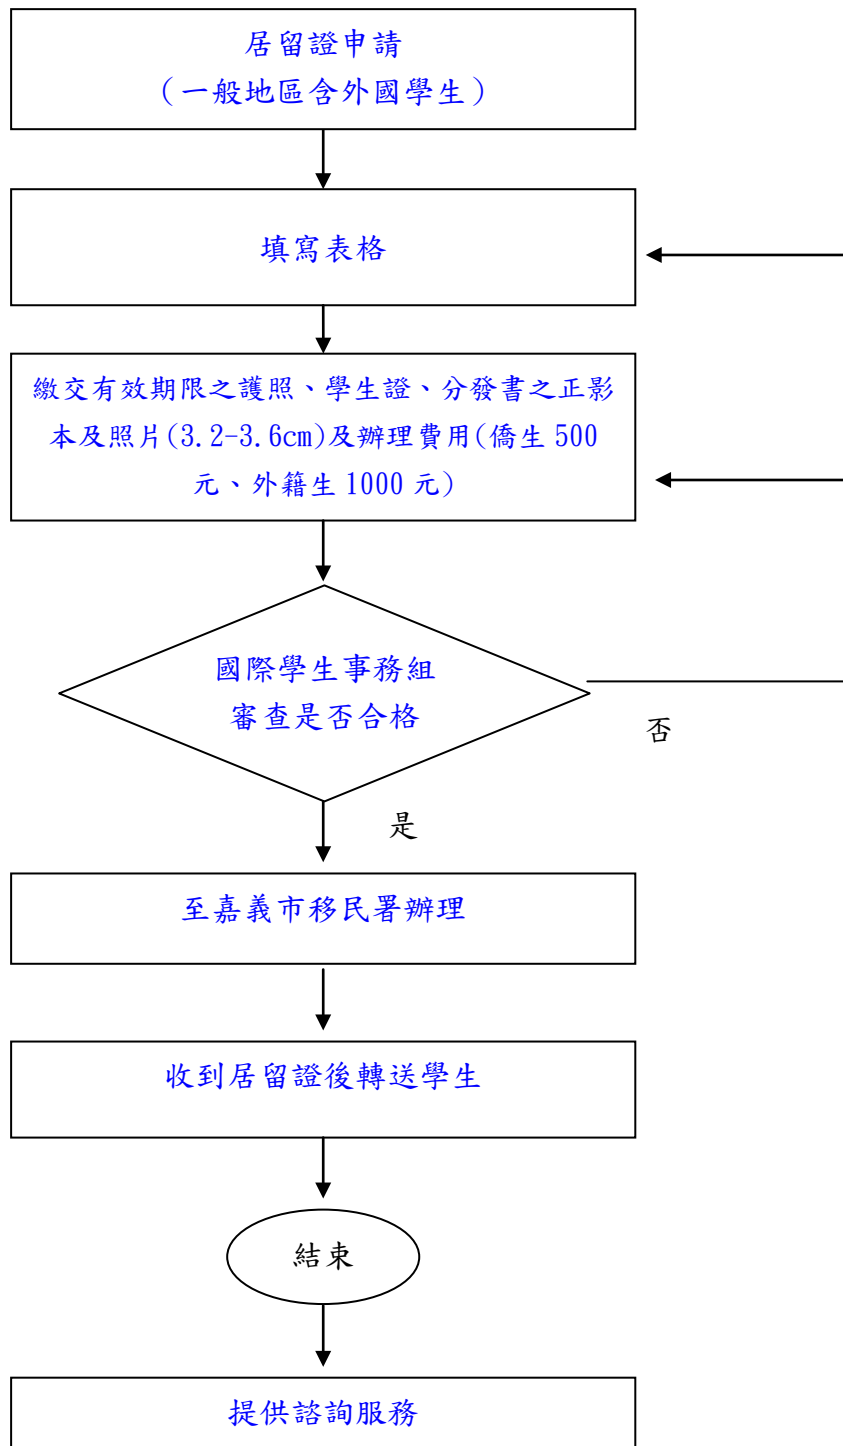 居留證申請
(一般地區含外國學生)
填寫表格
繳交有效期限之護照、學生證、分發書之正影
本及照片(3.2-3.6cm)及辦理費用(僑生 500
元、外籍生 1000 元)
國際學生事務組
審查是否合格
否
是
至嘉義市移民署辦理
收到居留證後轉送學生
結束
提供諮詢服務